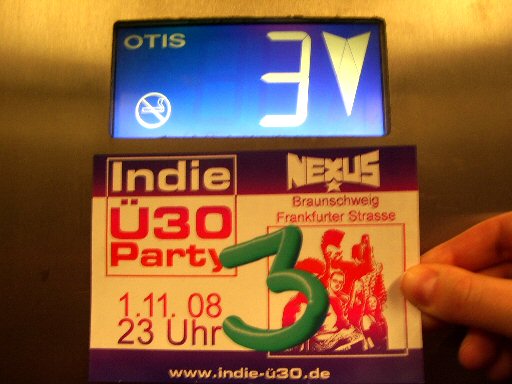 OTIS
3
Indie
Ü30
Party
NEXUS
Braunschweig
Frankfurter Strasse
3
1.11. 08
23 Uhr
www.indie-ü30.de